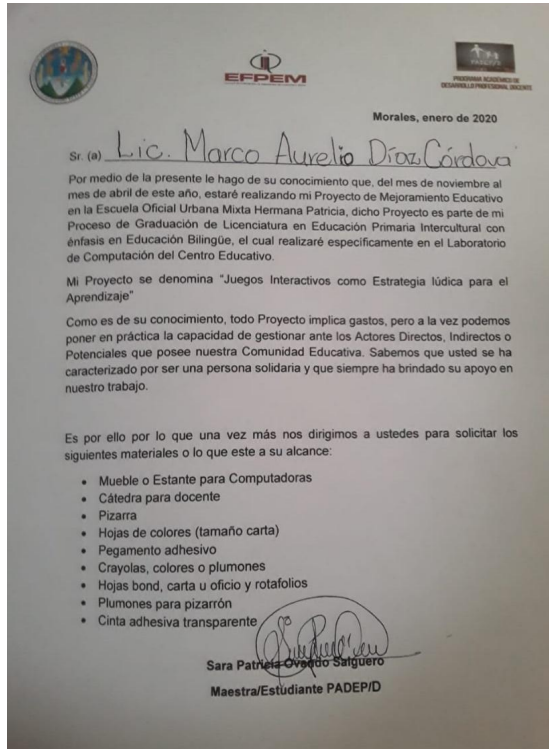 EFPEM
PROGRAMA ACADÉMICO DE
DESARROLLO PROFESIONAL DOCENTE
Morales, enero de 2020
Sr. (a) Lic. Marco Aurelio Díaz Córdova
Por medio de la presente le hago de su conocimiento que, del mes de noviembre al
mes de abril de este año, estaré realizando mi Proyecto de Mejoramiento Educativo
en la Escuela Oficial Urbana Mixta Hermana Patricia, dicho Proyecto es parte de mi
Proceso de Graduación de Licenciatura en Educación Primaria Intercultural con
énfasis en Educación Bilingüe, el cual realizaré específicamente en el Laboratorio
de Computación del Centro Educativo.
Mi Proyecto se denomina "Juegos Interactivos como Estrategia lúdica para el
Aprendizaje"
Como es de su conocimiento, todo Proyecto implica gastos, pero a la vez podemos
poner en práctica la capacidad de gestionar ante los Actores Directos, Indirectos o
Potenciales que posee nuestra Comunidad Educativa. Sabemos que usted se ha
caracterizado por ser una persona solidaria y que siempre ha brindado su apoyo en
nuestro trabajo.
Es por ello por lo que una vez más nos dirigimos a ustedes para solicitar los
siguientes materiales o lo que este a su alcance:
• Mueble o Estante para Computadoras
• Cátedra para docente
• Pizarra
• Hojas de colores (tamaño carta)
• Pegamento adhesivo
• Crayolas, colores o plumones
• Hojas bond, carta u oficio y rotafolios
• Plumones para pizarrón
• Cinta adhesiva transparente
Sara Patricia Ovando Salguero
Maestra/Estudiante PADEP/D